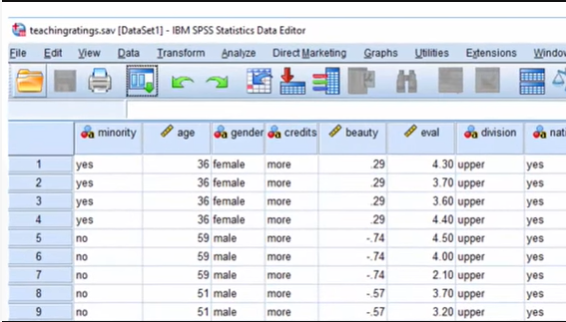 teachingratings.sav [DataSet1] - IBM SPSS Statistics Data Editor
File Edit View Data Transform Analyze Direct Marketing Graphs Utilities Extensions Window
minority age gender credits beauty eval division nati
1 yes 36 female more .29 4.30 upper yes
2 yes 36 female more .29 3.70 upper yes
3 yes 36 female more .29 3.60 upper yes
4 yes 36 female more .29 4.40 upper yes
5 no 59 male more -.74 4.50 upper yes
6 no 59 male more -.74 4.00 upper yes
7 no 59 male more -.74 2.10 upper yes
8 no 51 male more -.57 3.70 upper yes
9 no 51 male more -.57 3.20 upper yes